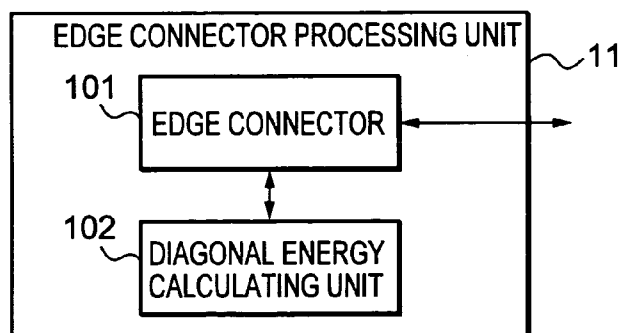 EDGE CONNECTOR PROCESSING UNIT
11
101
EDGE CONNECTOR
102
DIAGONAL ENERGY
CALCULATING UNIT